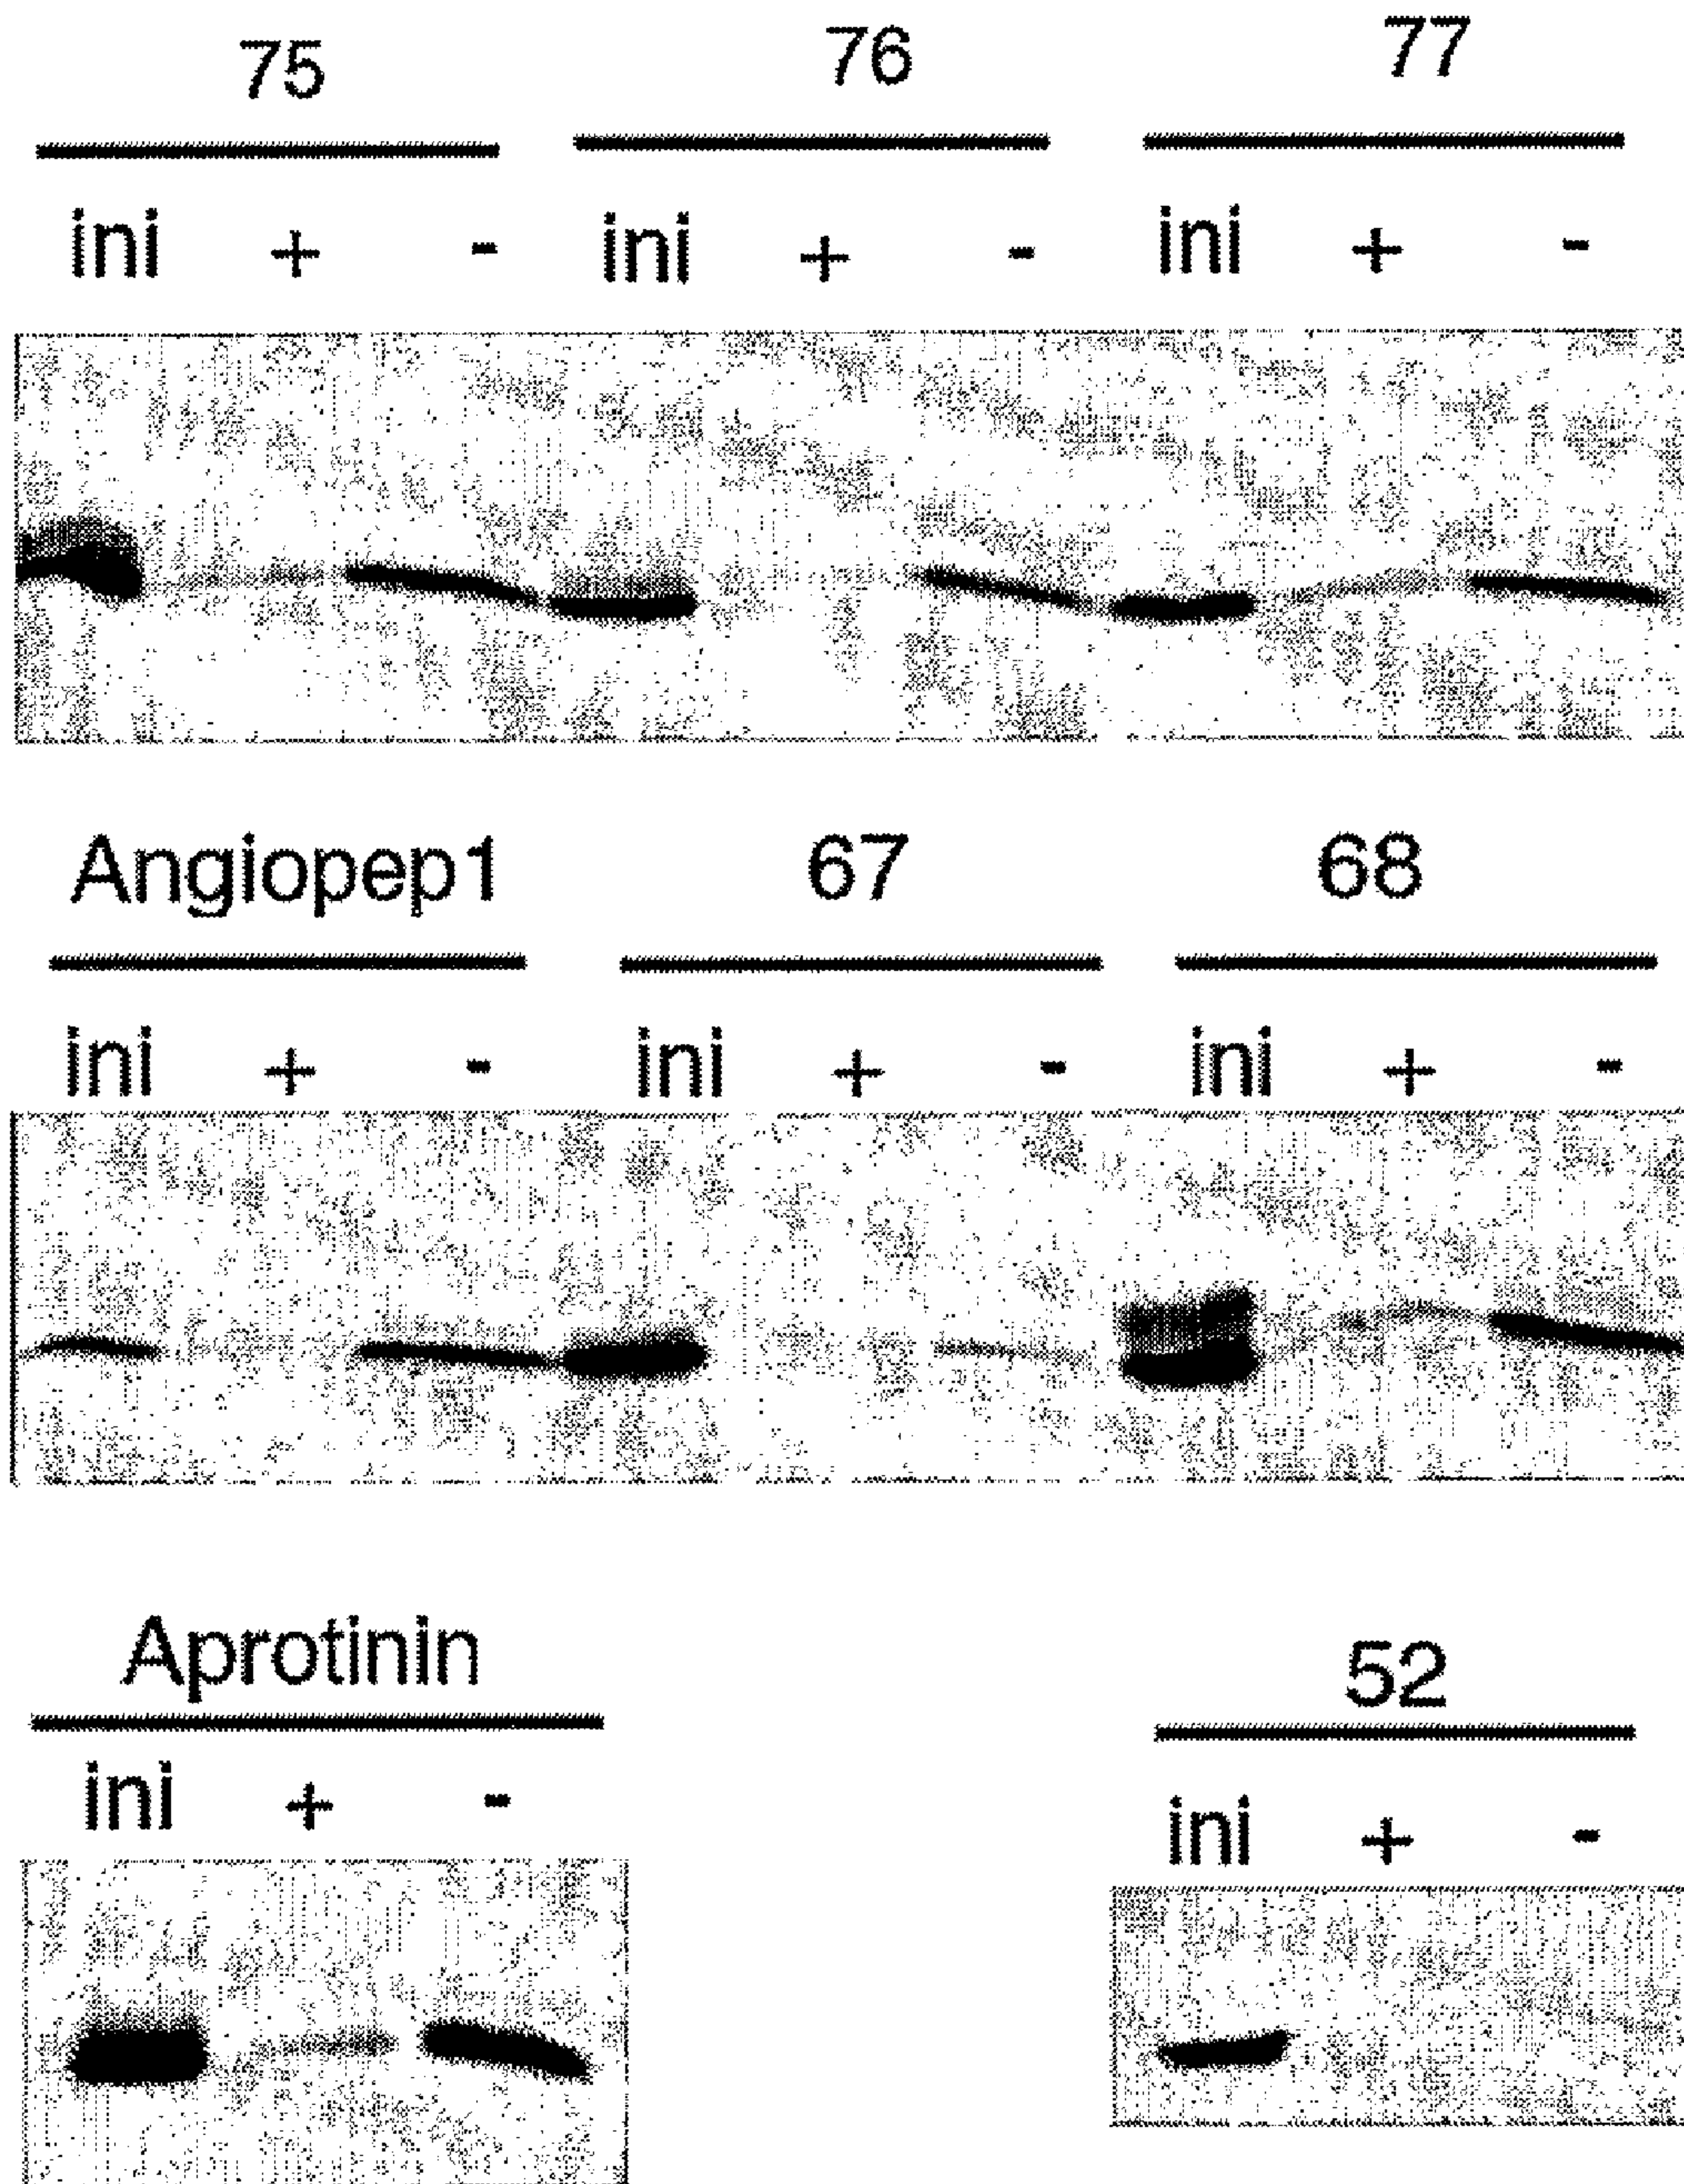 75 76 77
ini + - ini + - ini + -
Angiopep1 67 68
ini + - ini + - ini + -
Aprotinin 52
ini + - ini + -